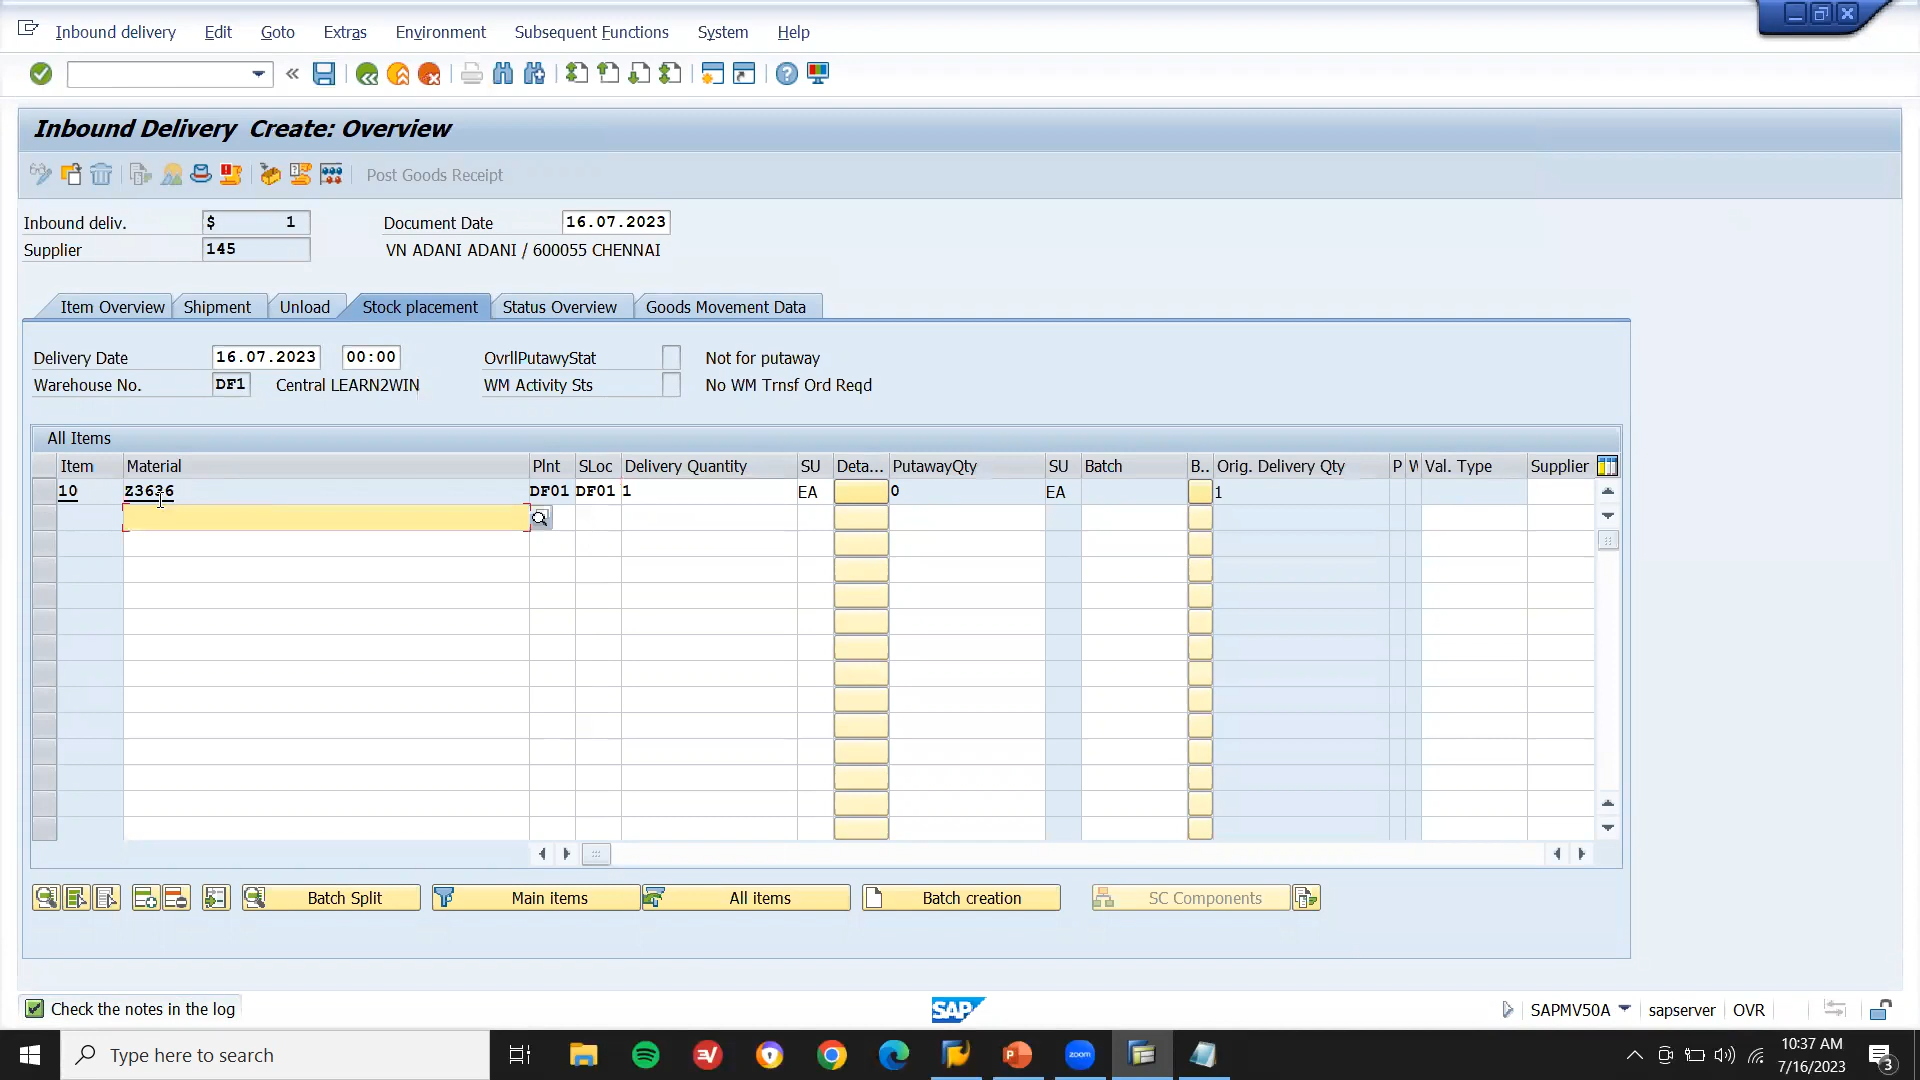 Inbound delivery Edit Goto Extras Environment Subsequent Functions System Help
Inbound Delivery Create: Overview
Post Goods Receipt
Inbound deliv. $ 1 Document Date 16.07.2023
Supplier 145 VN ADANI ADANI / 600055 CHENNAI
Item Overview Shipment Unload Stock placement Status Overview Goods Movement Data
Delivery Date 16.07.2023 00:00 OvrllPutawyStat Not for putaway
Warehouse No. DF1 Central LEARN2WIN WM Activity Sts No WM Trnsf Ord Reqd
All Items
Item Material Plnt SLoc Delivery Quantity SU Deta... PutawayQty SU Batch B.. Orig. Delivery Qty P W Val. Type Supplier
10 Z3636 DF01 DF01 1 EA 0 EA 1
Batch Split Main items All items Batch creation SC Components
Check the notes in the log SAP SAPMV50A sapserver OVR
Type here to search EV P zoom 10:37 AM
7/16/2023 3